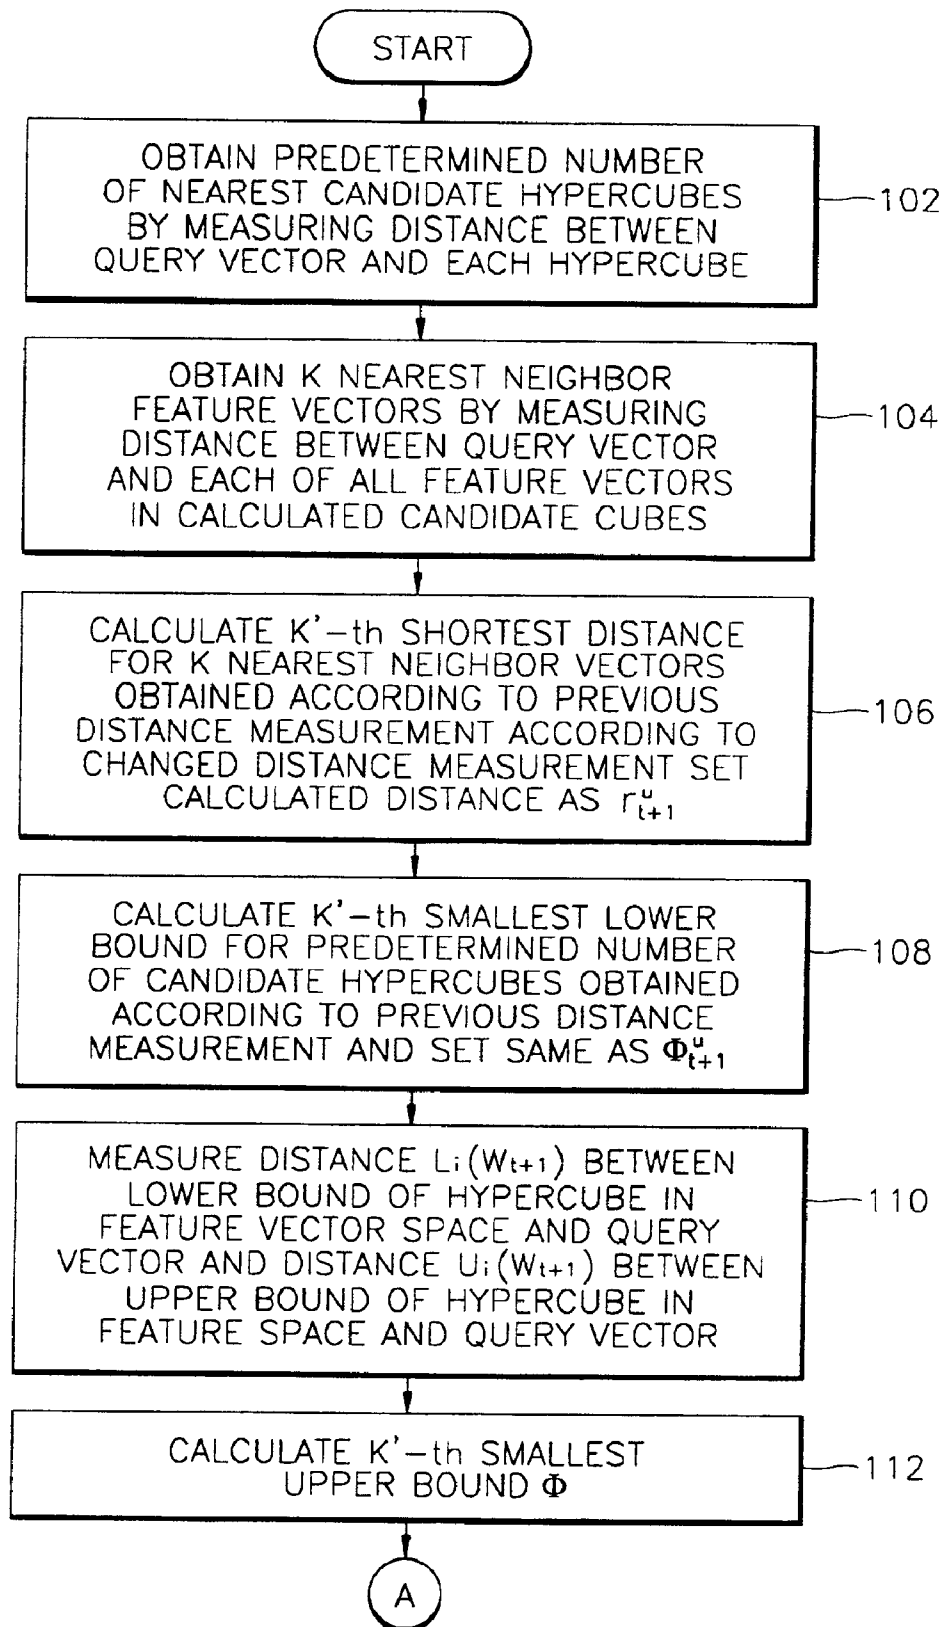 START
OBTAIN PREDETERMINED NUMBER
OF NEAREST CANDIDATE HYPERCUBES
BY MEASURING DISTANCE BETWEEN
QUERY VECTOR AND EACH HYPERCUBE
102
OBTAIN K NEAREST NEIGHBOR
FEATURE VECTORS BY MEASURING
DISTANCE BETWEEN QUERY VECTOR
AND EACH OF ALL FEATURE VECTORS
IN CALCULATED CANDIDATE CUBES
104
CALCULATE K'-th SHORTEST DISTANCE
FOR K NEAREST NEIGHBOR VECTORS
OBTAINED ACCORDING TO PREVIOUS
DISTANCE MEASUREMENT ACCORDING TO
CHANGED DISTANCE MEASUREMENT SET
CALCULATED DISTANCE AS r^u_{t+1}
106
CALCULATE K'-th SMALLEST LOWER
BOUND FOR PREDETERMINED NUMBER
OF CANDIDATE HYPERCUBES OBTAINED
ACCORDING TO PREVIOUS DISTANCE
MEASUREMENT AND SET SAME AS Φ^u_{t+1}
108
MEASURE DISTANCE Li(Wt+1) BETWEEN
LOWER BOUND OF HYPERCUBE IN
FEATURE VECTOR SPACE AND QUERY
VECTOR AND DISTANCE Ui(Wt+1) BETWEEN
UPPER BOUND OF HYPERCUBE IN
FEATURE SPACE AND QUERY VECTOR
110
CALCULATE K'-th SMALLEST
UPPER BOUND Φ
112
A